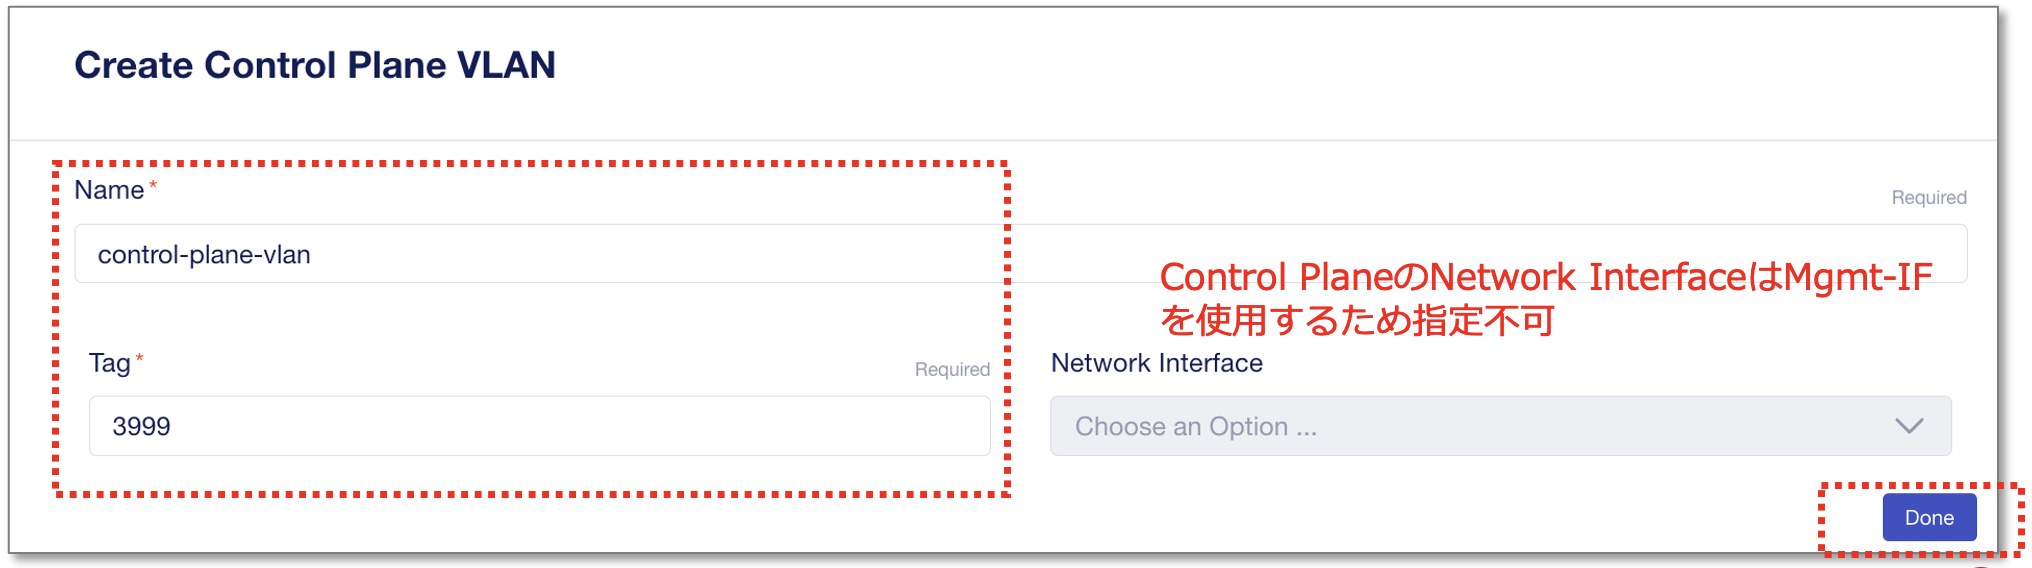 Create Control Plane VLAN
Name*
Required
control-plane-vlan
Control PlaneのNetwork InterfaceはMgmt-IF
を使用するため指定不可
Tag*
Required
Network Interface
3999
Choose an Option ...
Done